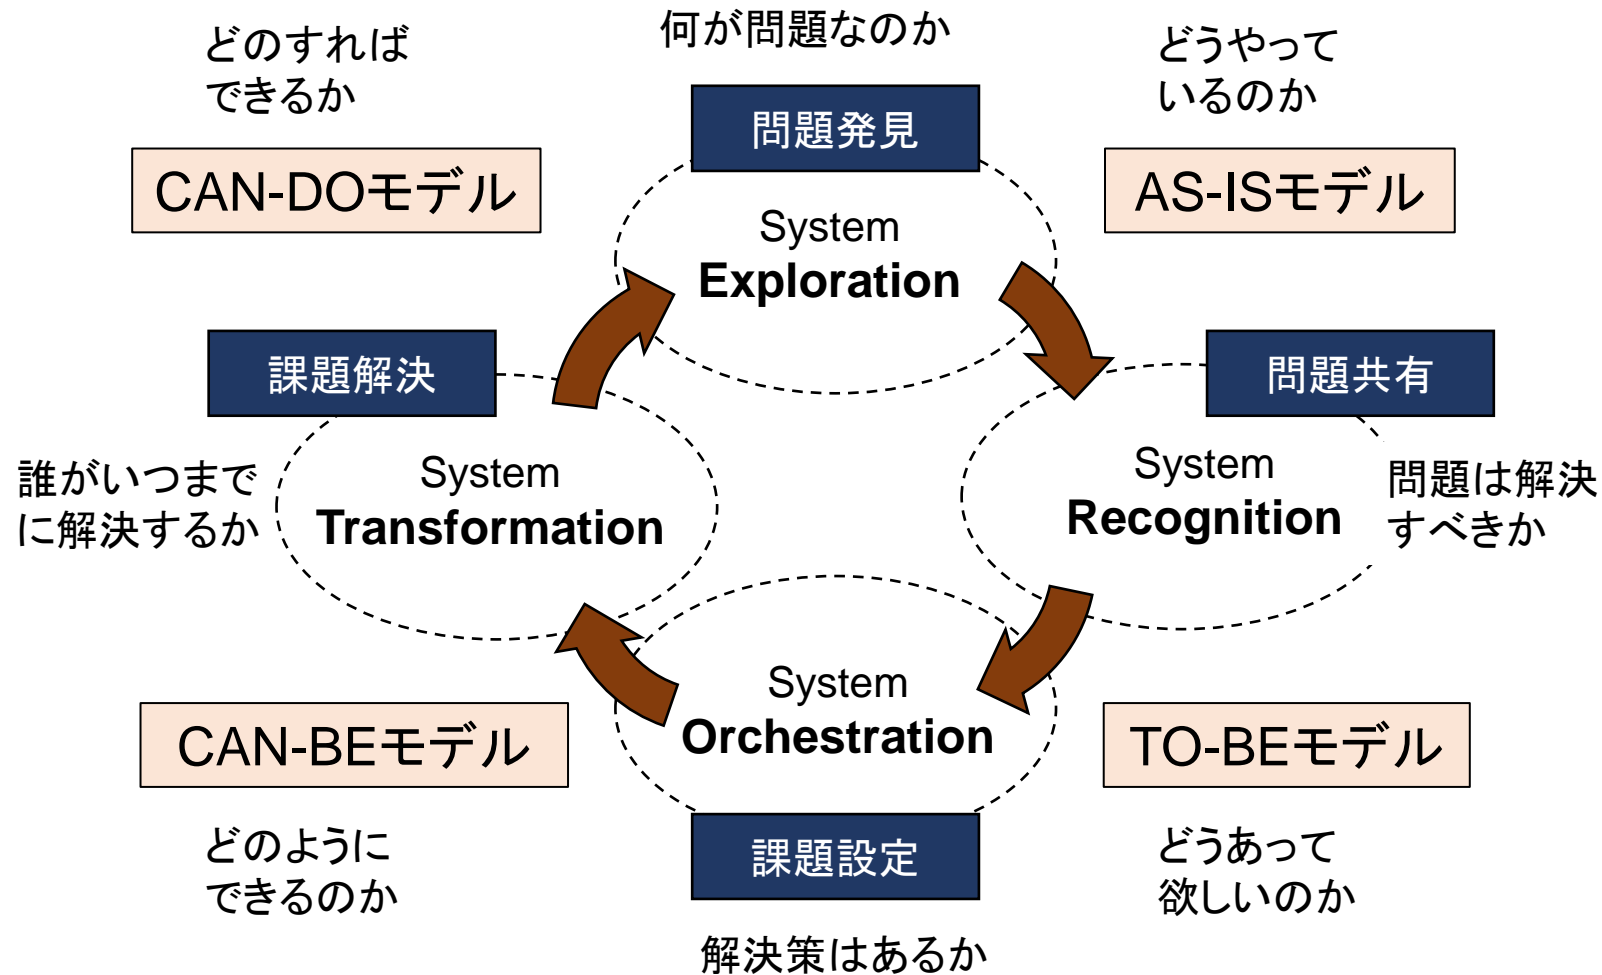 何が問題なのか
どのすれば
できるか
どうやって
いるのか
問題発見
CAN-DOモデル
AS-ISモデル
System
Exploration
課題解決
問題共有
誰がいつまで
に解決するか
System
Transformation
System
Recognition
問題は解決
すべきか
System
Orchestration
CAN-BEモデル
TO-BEモデル
どのように
できるのか
課題設定
どうあって
欲しいのか
解決策はあるか